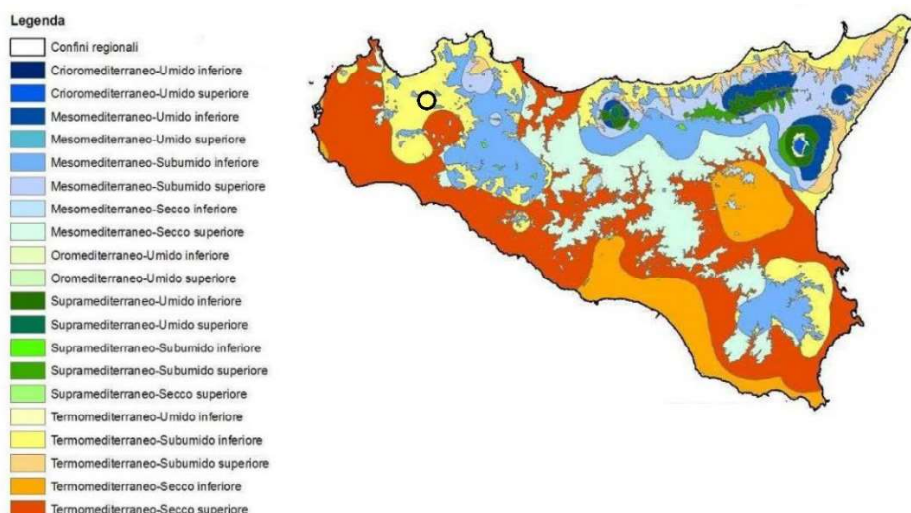 Legenda
Confini regionali
Crioromediterraneo-Umido inferiore
Crioromediterraneo-Umido superiore
Mesomediterraneo-Umido inferiore
Mesomediterraneo-Umido superiore
Mesomediterraneo-Subumido inferiore
Mesomediterraneo-Subumido superiore
Mesomediterraneo-Secco inferiore
Mesomediterraneo-Secco superiore
Oromediterraneo-Umido inferiore
Oromediterraneo-Umido superiore
Supramediterraneo-Umido inferiore
Supramediterraneo-Umido superiore
Supramediterraneo-Subumido inferiore
Supramediterraneo-Subumido superiore
Supramediterraneo-Secco superiore
Termomediterraneo-Umido inferiore
Termomediterraneo-Subumido inferiore
Termomediterraneo-Subumido superiore
Termomediterraneo-Secco inferiore
Termomediterraneo-Secco superiore